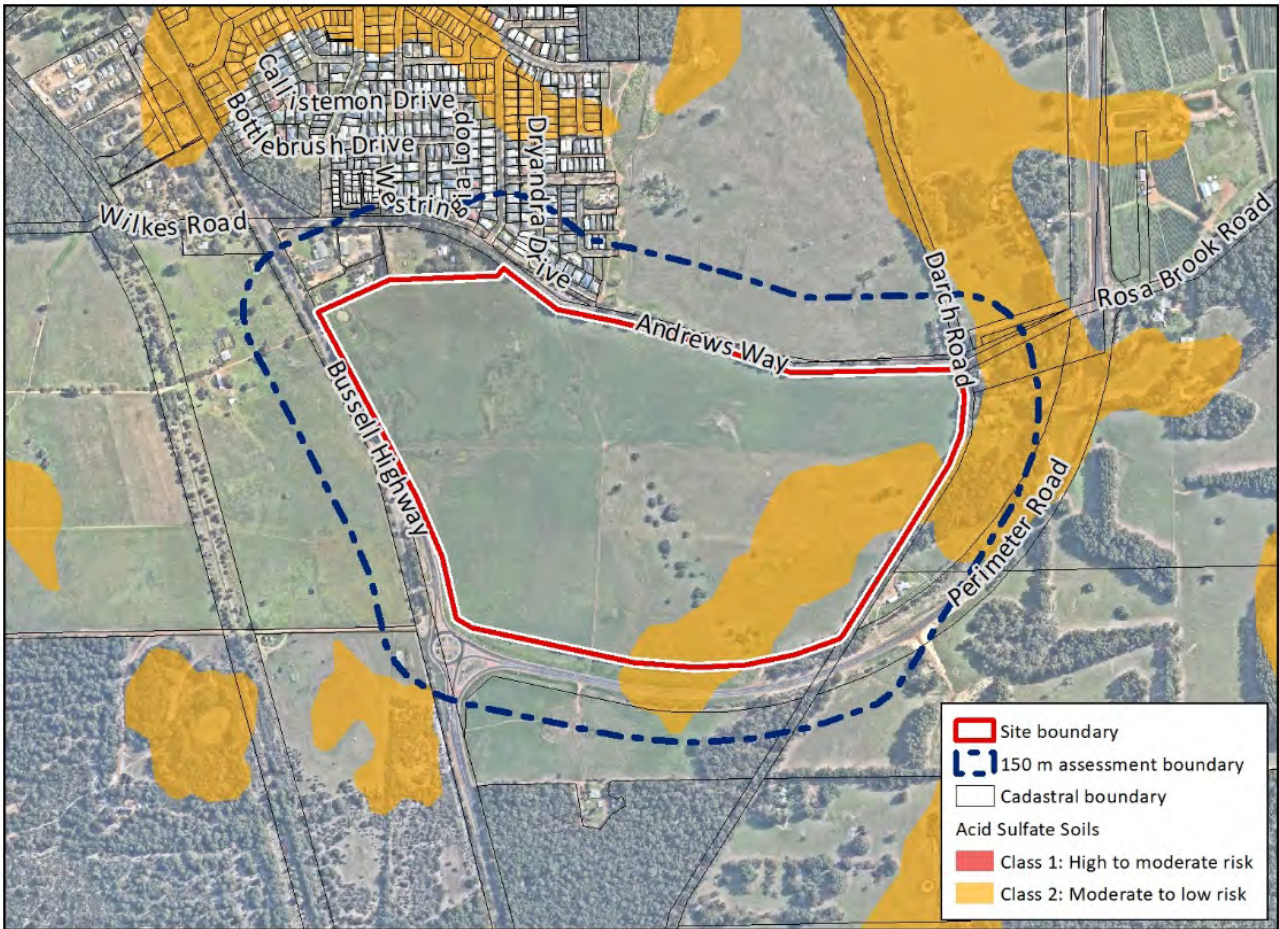 Callistemon Drive
Bottlebrush Drive
Westringia Loop
Dryandra Drive
Wilkes Road
Andrews Way
Darch Road
Rosa Brook Road
Bussell Highway
Perimeter Road
Site boundary
150 m assessment boundary
Cadastral boundary
Acid Sulfate Soils
Class 1: High to moderate risk
Class 2: Moderate to low risk